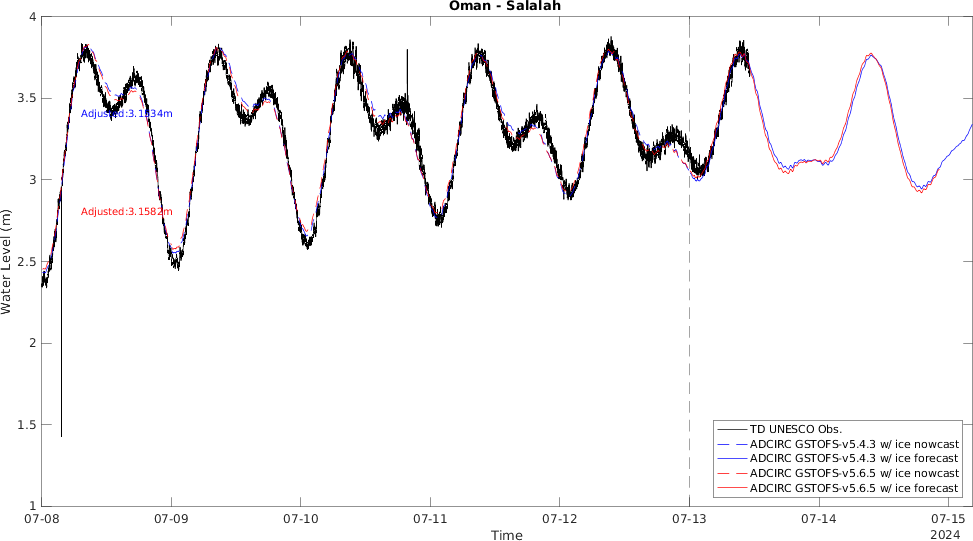 Oman - Salalah
Water Level (m)
4
3.5
3
2.5
2
1.5
1
Adjusted:3.1534m
Adjusted:3.1582m
TD UNESCO Obs.
ADCIRC GSTOFS-v5.4.3 w/ ice nowcast
ADCIRC GSTOFS-v5.4.3 w/ ice forecast
ADCIRC GSTOFS-v5.6.5 w/ ice nowcast
ADCIRC GSTOFS-v5.6.5 w/ ice forecast
07-08 07-09 07-10 07-11 07-12 07-13 07-14 07-15
Time
2024